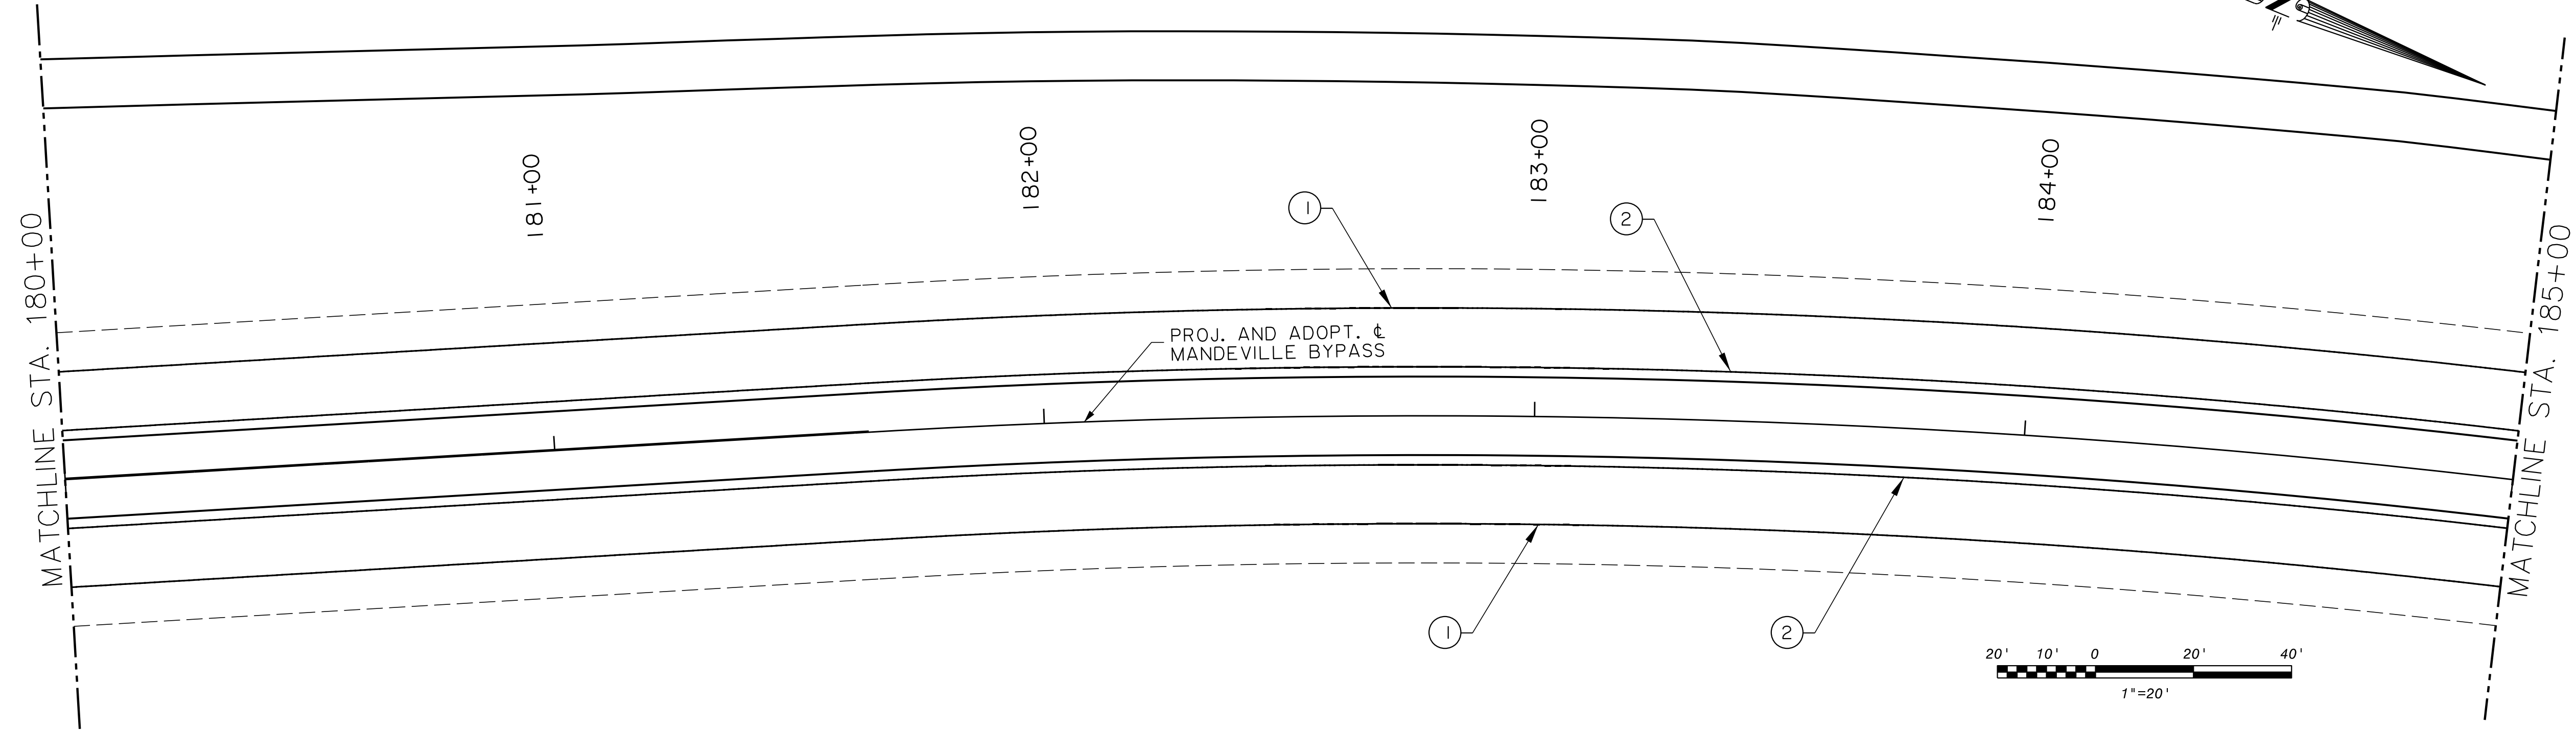 MATCHLINE STA. 180+00
181+00
182+00
183+00
184+00
MATCHLINE STA. 185+00
1
2
PROJ. AND ADOPT. ℄
MANDEVILLE BYPASS
1
2
20' 10' 0 20' 40'
1"=20'